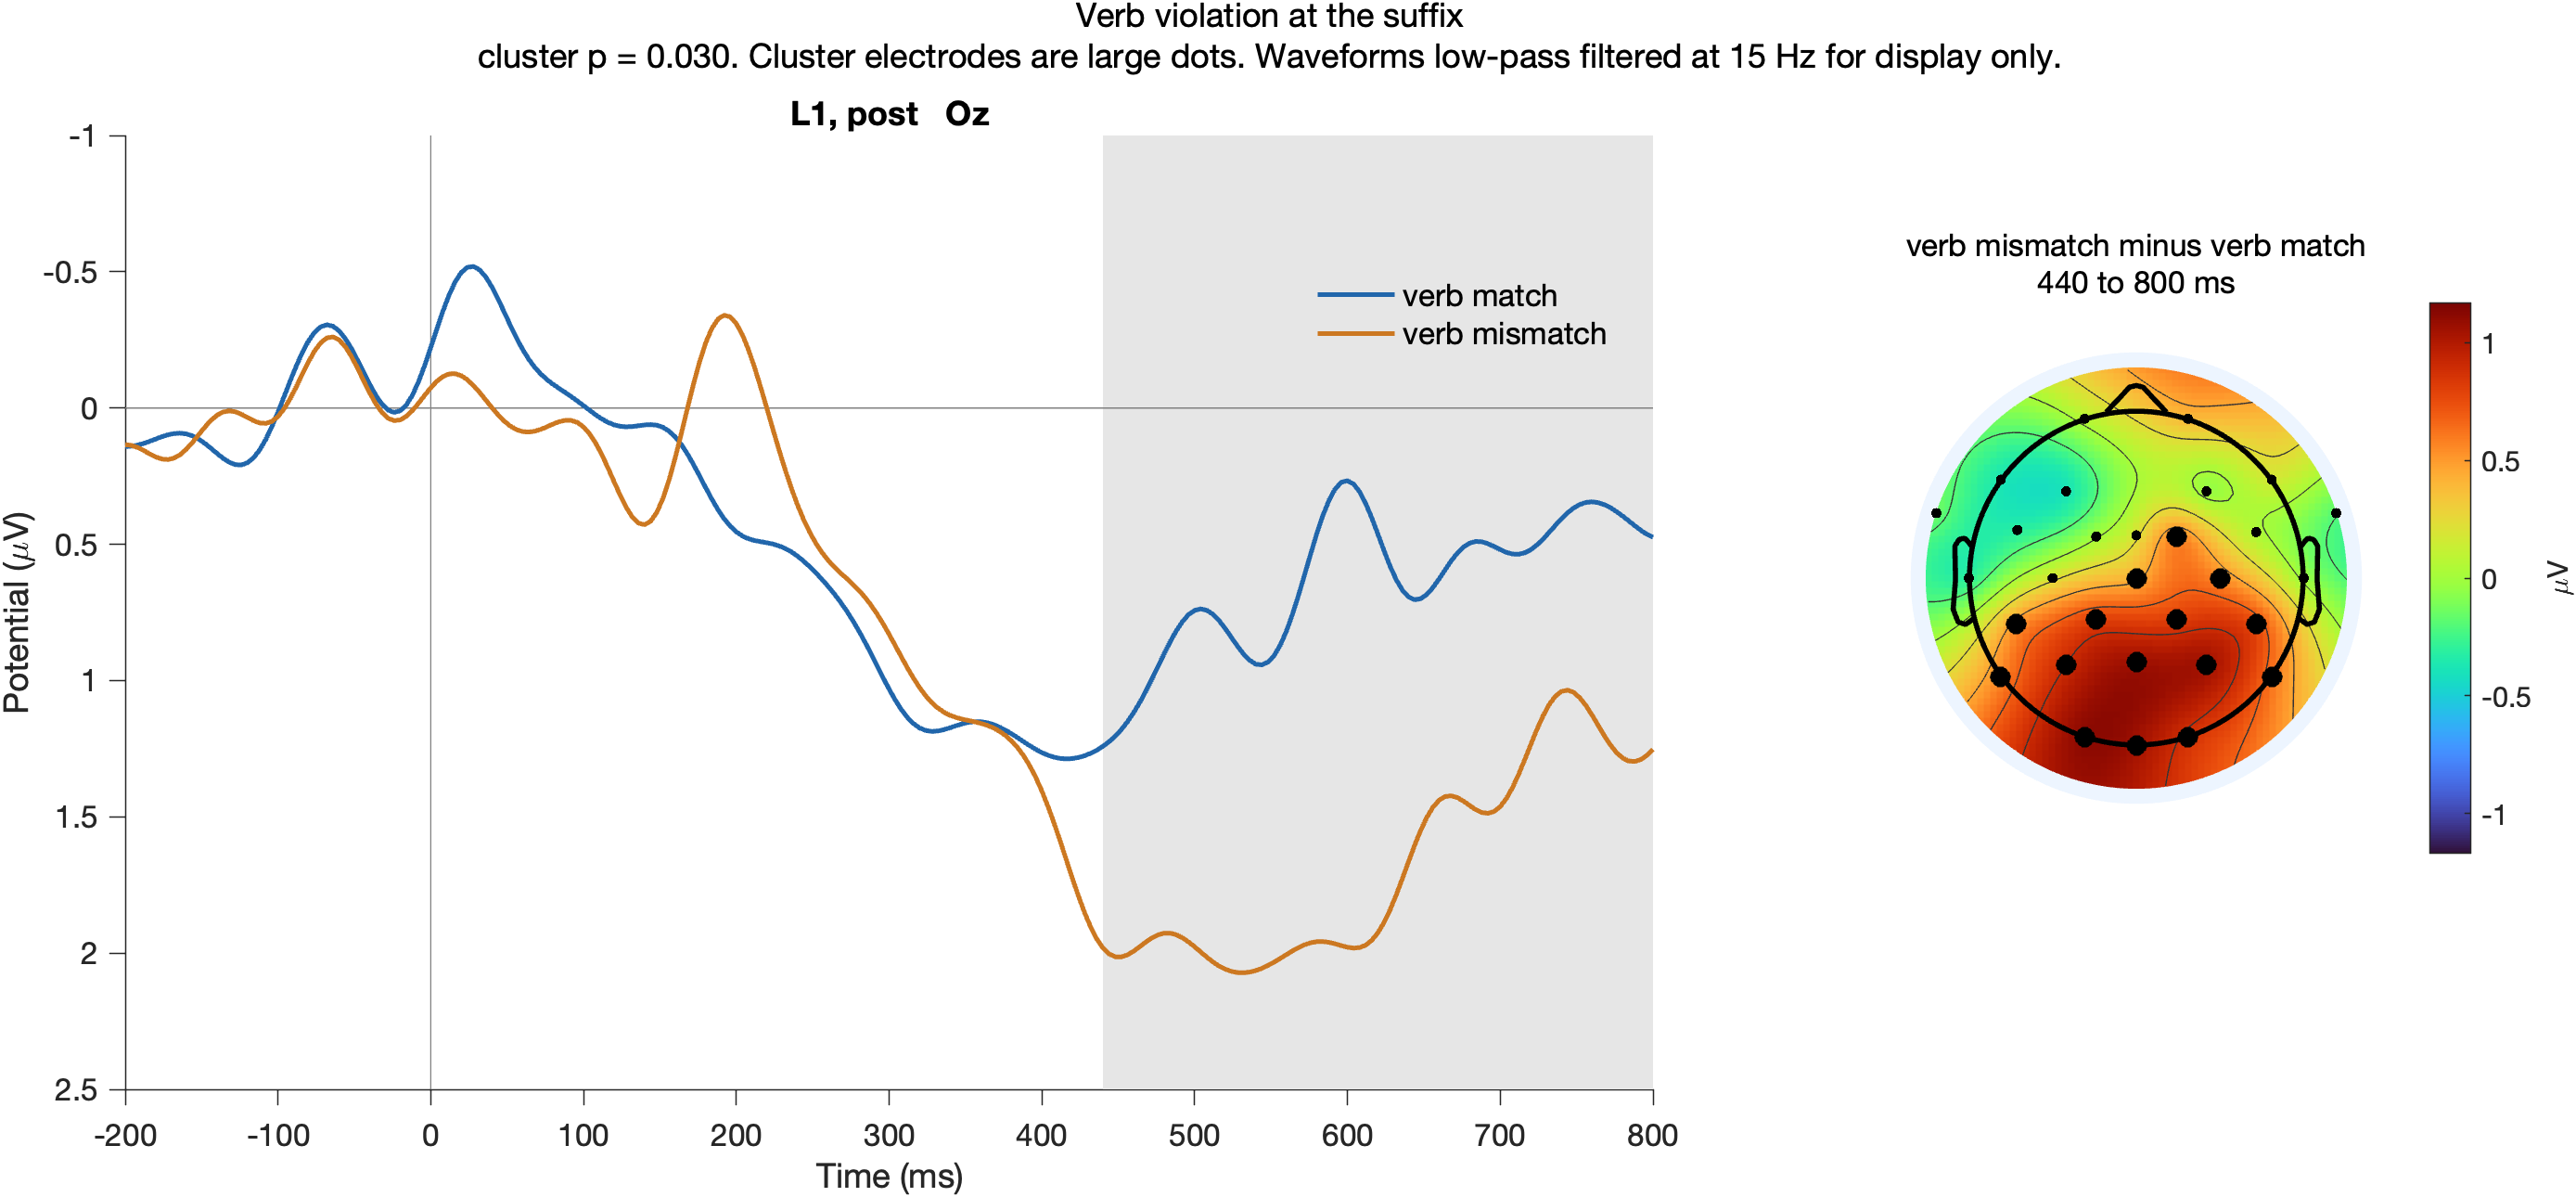 Verb violation at the suffix
cluster p = 0.030. Cluster electrodes are large dots. Waveforms low-pass filtered at 15 Hz for display only.
L1, post   Oz
-1
-0.5
0
0.5
1
1.5
2
2.5
Potential (μV)
-200
-100
0
100
200
300
400
500
600
700
800
Time (ms)
verb match
verb mismatch
verb mismatch minus verb match
440 to 800 ms
1
0.5
0
-0.5
-1
μV